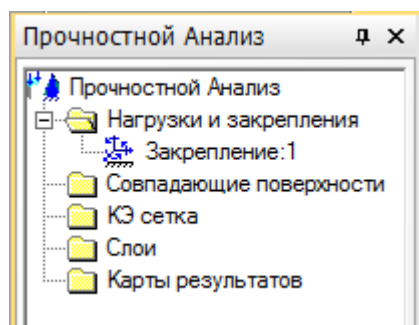 Прочностной Анализ
Прочностной Анализ
Нагрузки и закрепления
Закрепление:1
Совпадающие поверхности
КЭ сетка
Слои
Карты результатов